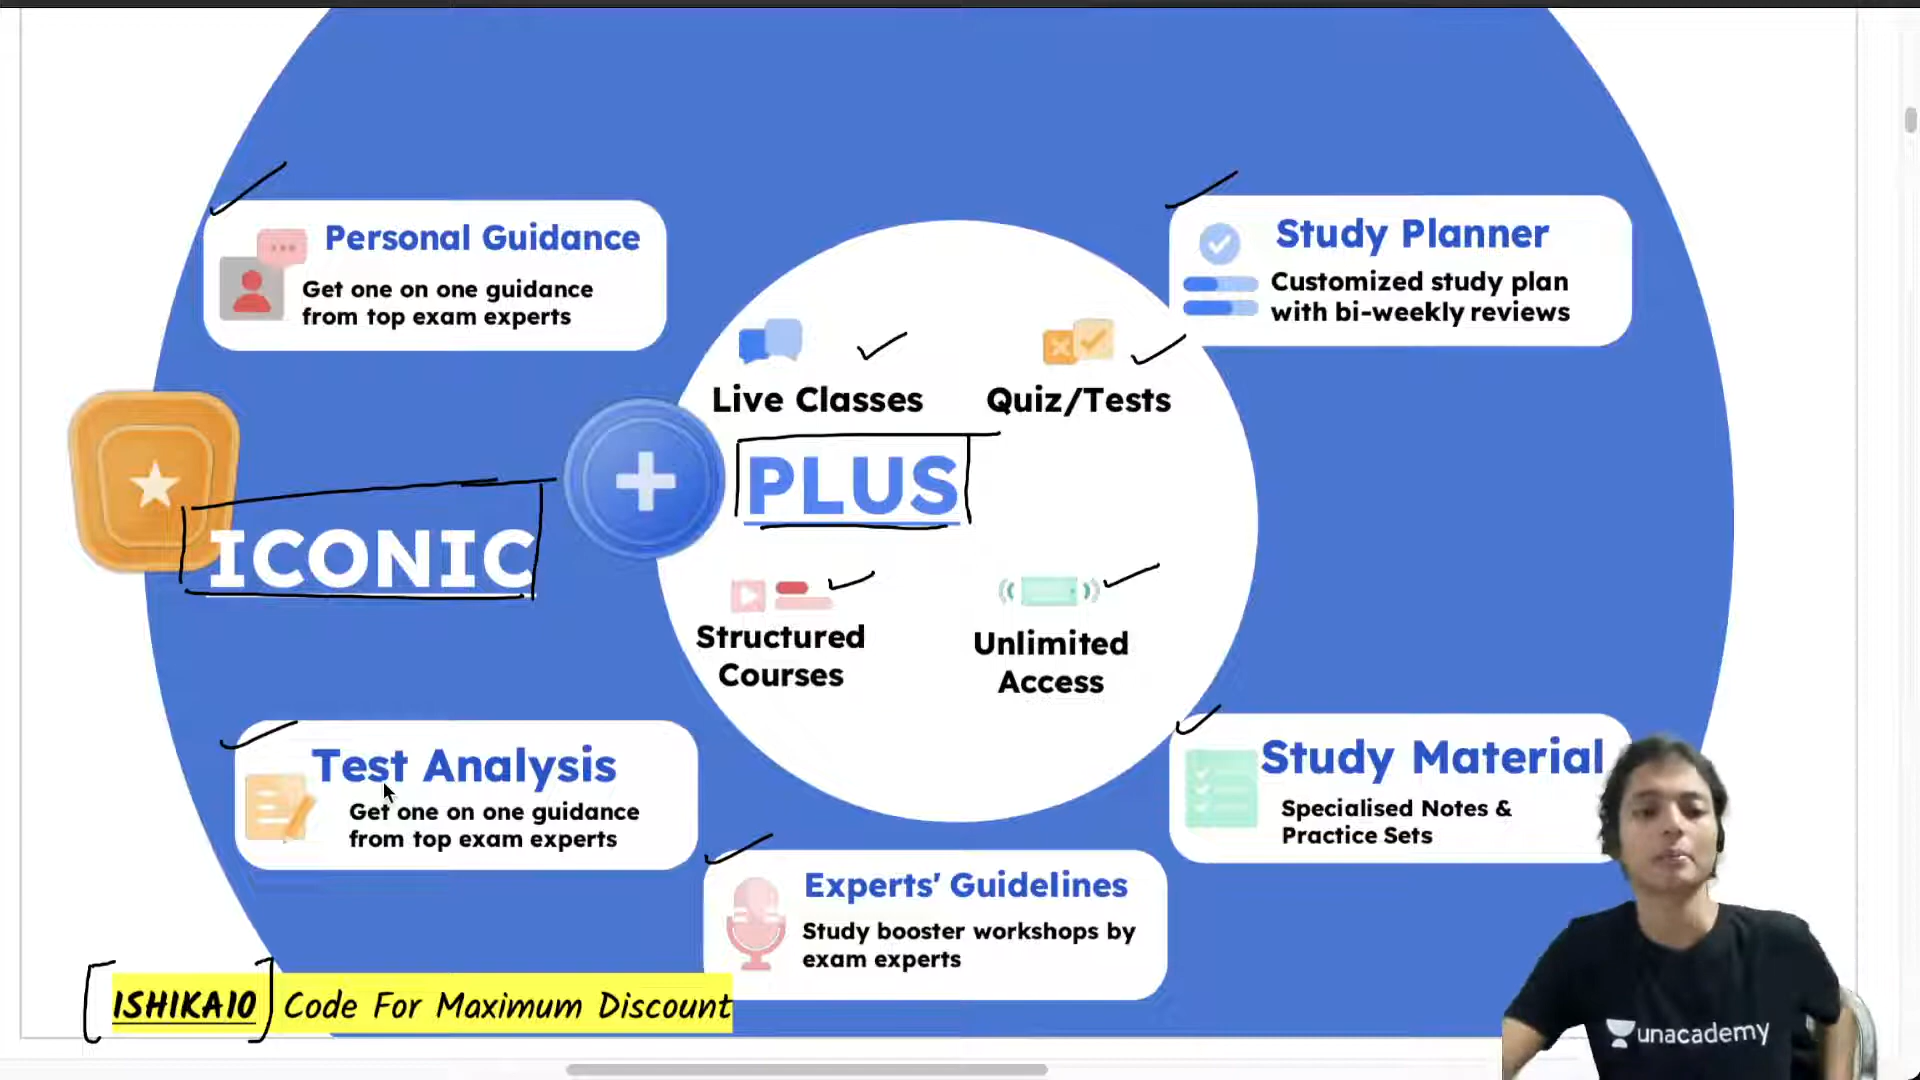 Personal Guidance
Get one on one guidance
from top exam experts
Study Planner
Customized study plan
with bi-weekly reviews
Live Classes
Quiz/Tests
PLUS
ICONIC
Structured
Courses
Unlimited
Access
Test Analysis
Get one on one guidance
from top exam experts
Study Material
Specialised Notes &
Practice Sets
Experts' Guidelines
Study booster workshops by
exam experts
ISHIKA10 Code For Maximum Discount
unacademy